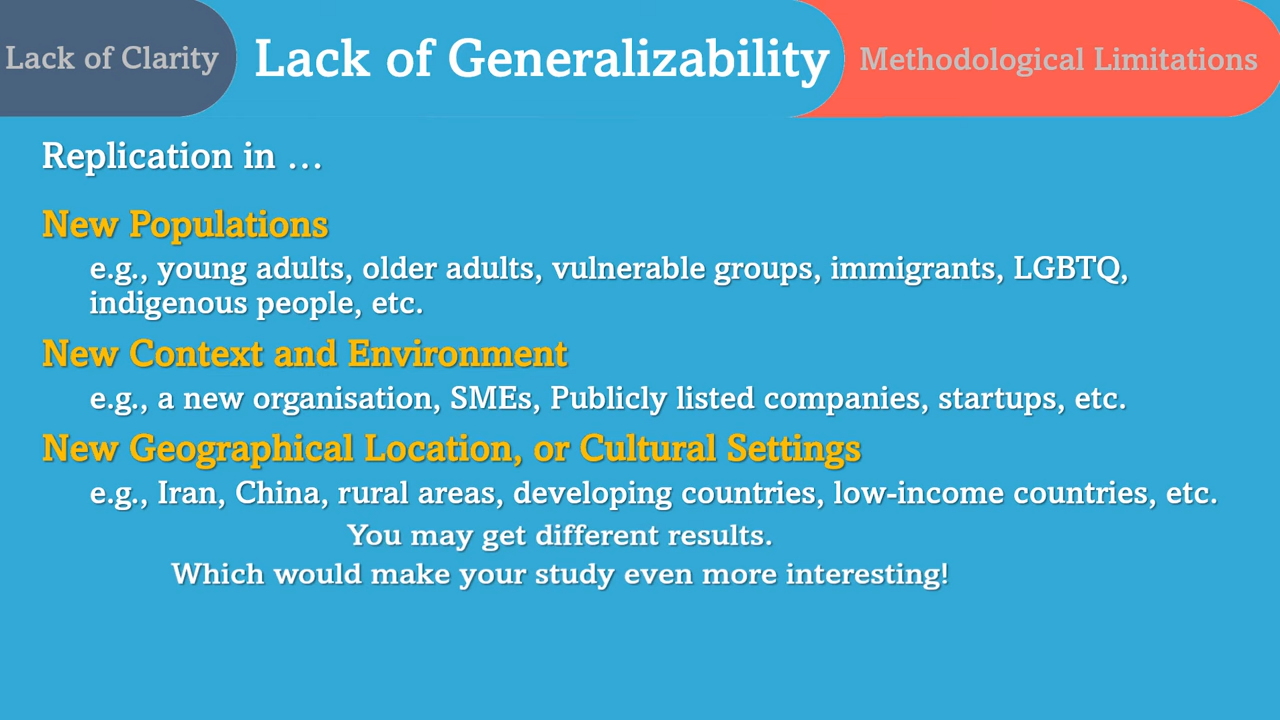 Lack of Clarity
Lack of Generalizability
Methodological Limitations
Replication in ...
New Populations
e.g., young adults, older adults, vulnerable groups, immigrants, LGBTQ,
indigenous people, etc.
New Context and Environment
e.g., a new organisation, SMEs, Publicly listed companies, startups, etc.
New Geographical Location, or Cultural Settings
e.g., Iran, China, rural areas, developing countries, low-income countries, etc.
You may get different results.
Which would make your study even more interesting!